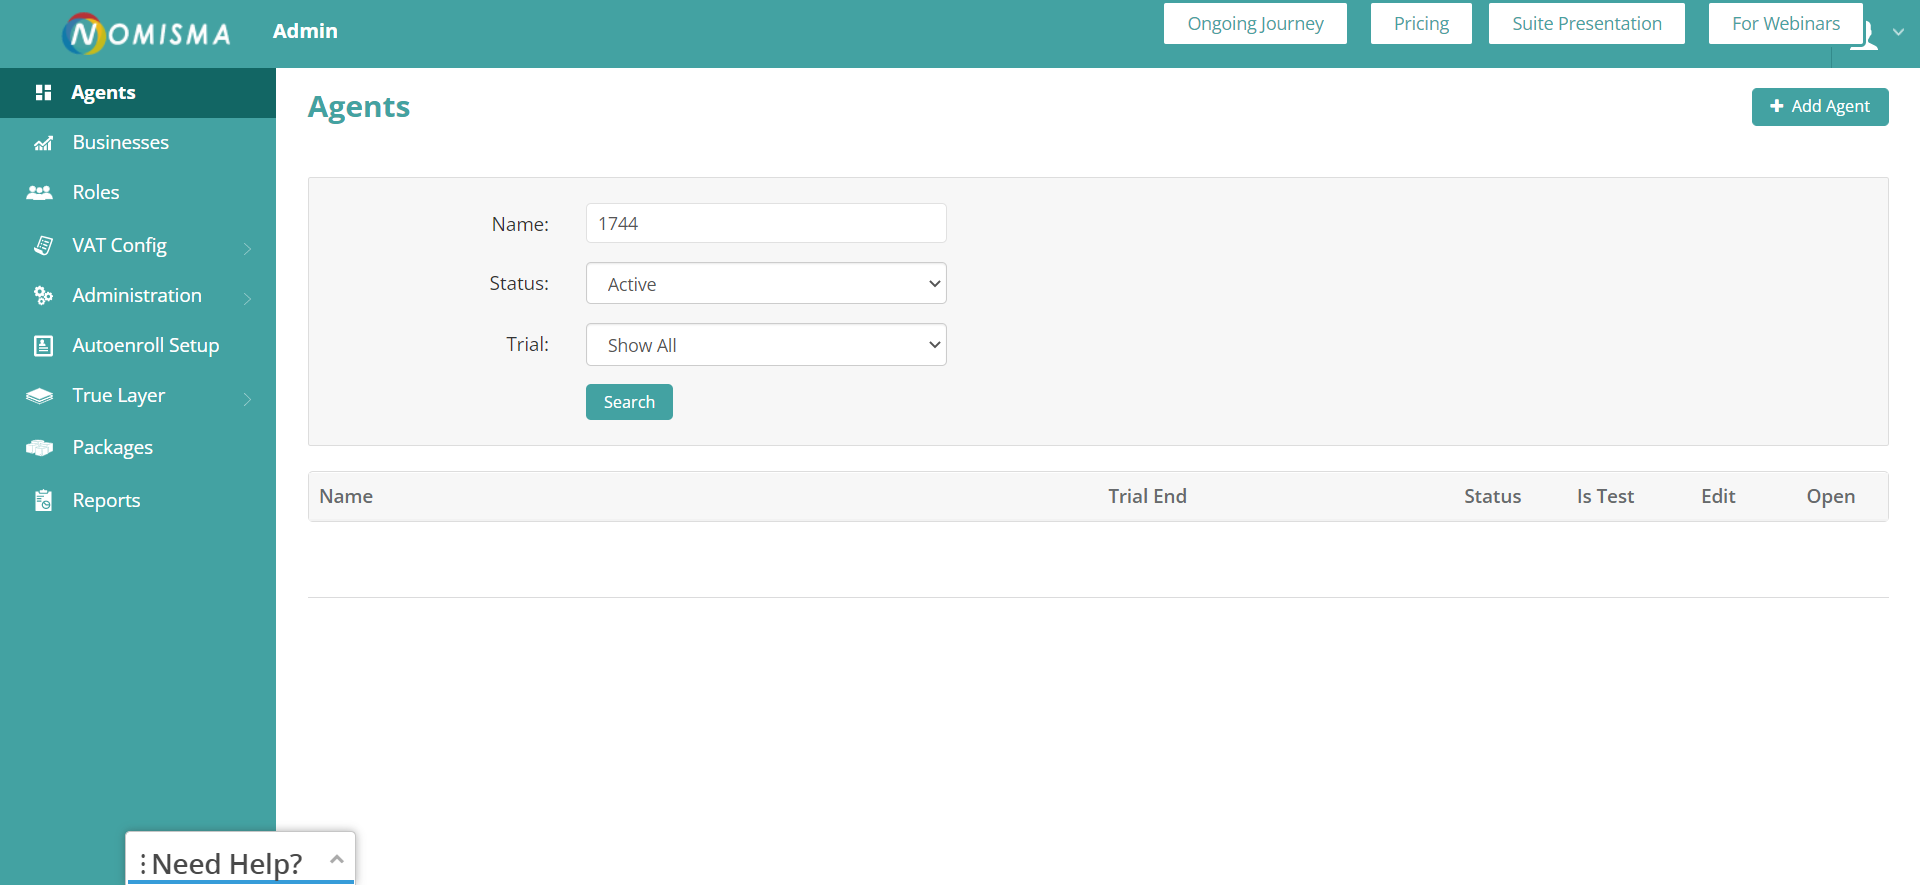 NOMISMA
Admin
Ongoing Journey
Pricing
Suite Presentation
For Webinars
Agents
Businesses
Roles
VAT Config
Administration
Autoenroll Setup
True Layer
Packages
Reports
Agents
+ Add Agent
Name: 1744
Status: Active
Trial: Show All
Search
Name Trial End Status Is Test Edit Open
Need Help?